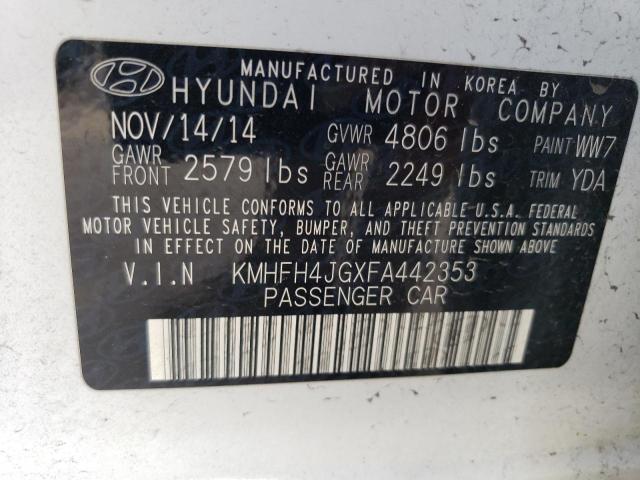 MANUFACTURED IN KOREA BY
HYUNDAI MOTOR COMPANY
NOV/14/14 GVWR 4806 lbs PAINT WW7
GAWR FRONT 2579 lbs GAWR REAR 2249 lbs TRIM YDA
THIS VEHICLE CONFORMS TO ALL APPLICABLE U.S.A. FEDERAL
MOTOR VEHICLE SAFETY, BUMPER, AND THEFT PREVENTION STANDARDS
IN EFFECT ON THE DATE OF MANUFACTURE SHOWN ABOVE
V.I.N KMHFH4JGXFA442353
PASSENGER CAR